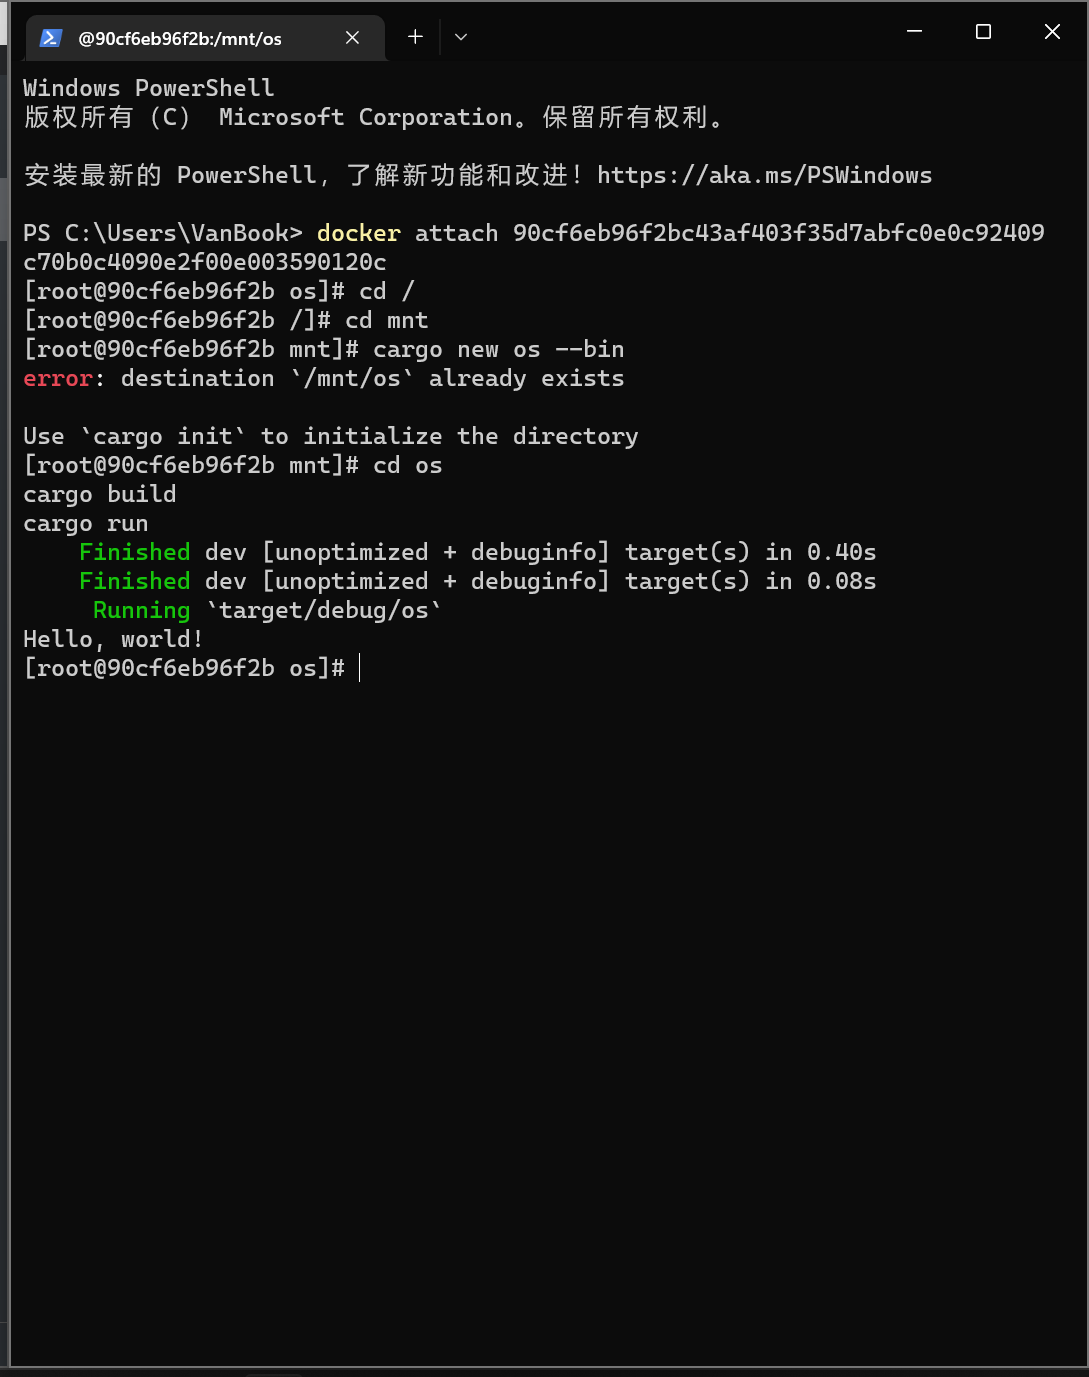 @90cf6eb96f2b:/mnt/os
Windows PowerShell
版权所有（C） Microsoft Corporation。保留所有权利。
安装最新的 PowerShell，了解新功能和改进！https://aka.ms/PSWindows
PS C:\Users\VanBook> docker attach 90cf6eb96f2bc43af403f35d7abfc0e0c92409
c70b0c4090e2f00e003590120c
[root@90cf6eb96f2b os]# cd /
[root@90cf6eb96f2b /]# cd mnt
[root@90cf6eb96f2b mnt]# cargo new os --bin
error: destination `/mnt/os` already exists
Use `cargo init` to initialize the directory
[root@90cf6eb96f2b mnt]# cd os
cargo build
cargo run
    Finished dev [unoptimized + debuginfo] target(s) in 0.40s
    Finished dev [unoptimized + debuginfo] target(s) in 0.08s
     Running `target/debug/os`
Hello, world!
[root@90cf6eb96f2b os]#